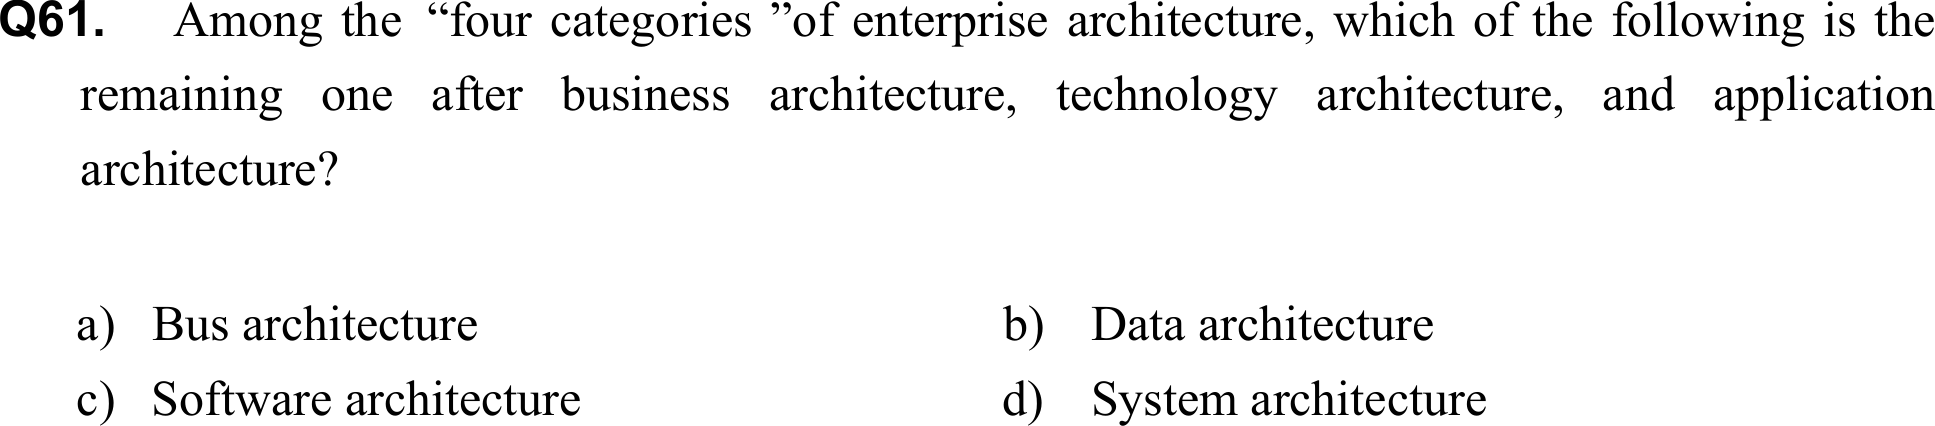 Q61. Among the “four categories ”of enterprise architecture, which of the following is the
remaining one after business architecture, technology architecture, and application
architecture?
a) Bus architecture b) Data architecture
c) Software architecture d) System architecture